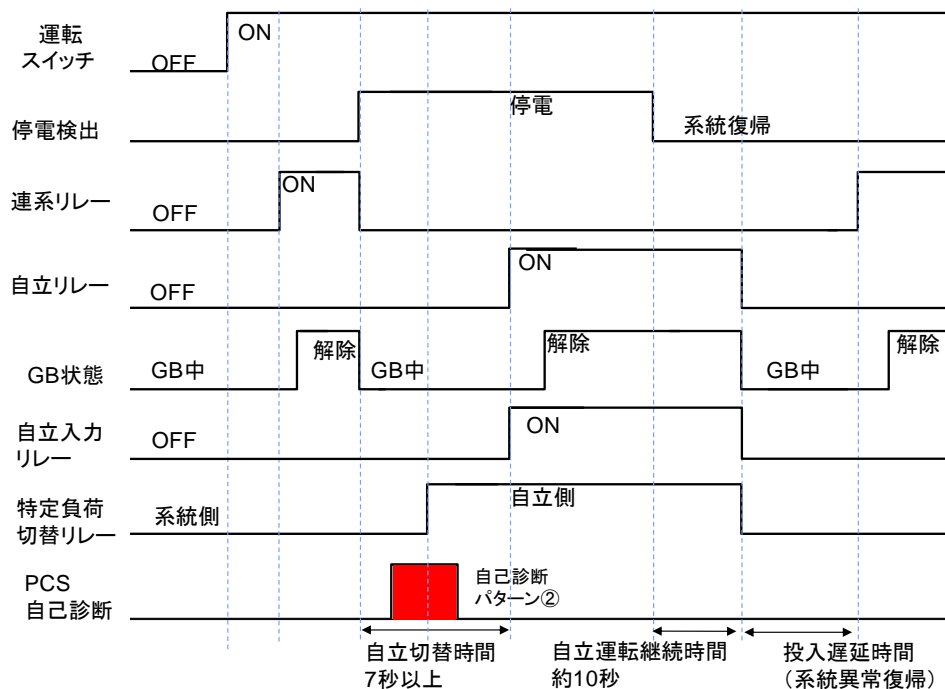 運転
スイッチ
OFF
ON
停電検出
停電
系統復帰
連系リレー
OFF
ON
自立リレー
OFF
ON
GB状態
GB中
解除
GB中
解除
GB中
解除
自立入力
リレー
OFF
ON
特定負荷
切替リレー
系統側
自立側
PCS
自己診断
自己診断
パターン②
自立切替時間
7秒以上
自立運転継続時間
約10秒
投入遅延時間
（系統異常復帰）